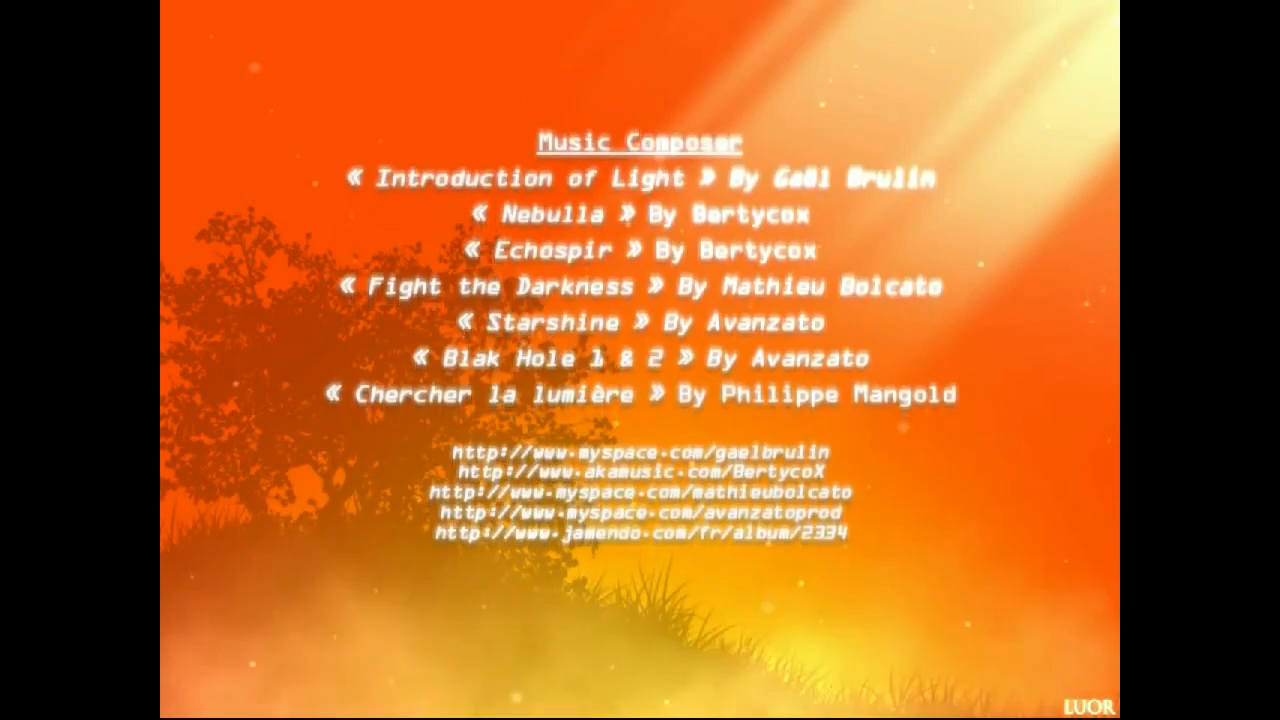 Music Composer
« Introduction of Light » By Gaël Brulin
« Nebulla » By Bertycox
« Echospir » By Bertycox
« Fight the Darkness » By Mathieu Bolcato
« Starshine » By Avanzato
« Blak Hole 1 & 2 » By Avanzato
« Chercher la lumière » By Philippe Mangold
http://www.myspace.com/gaelbrulin
http://www.akamusic.com/BertycoX
http://www.myspace.com/mathieubolcato
http://www.myspace.com/avanzatoprod
http://www.jamendo.com/fr/album/2334
LUOR